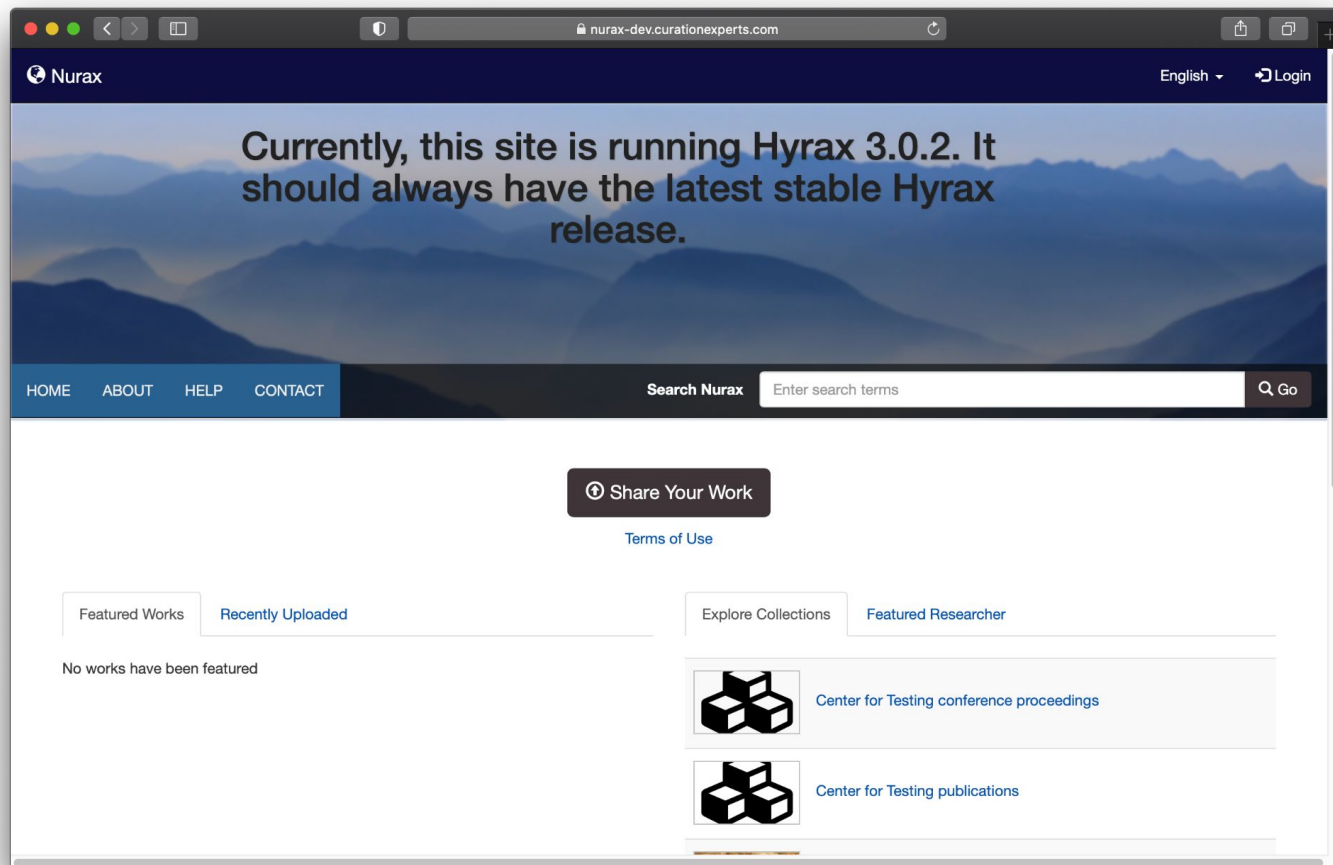 nurax-dev.curationexperts.com
Nurax
English
Login
Currently, this site is running Hyrax 3.0.2. It
should always have the latest stable Hyrax
release.
HOME ABOUT HELP CONTACT
Search Nurax
Enter search terms
Go
Share Your Work
Terms of Use
Featured Works
Recently Uploaded
No works have been featured
Explore Collections
Featured Researcher
Center for Testing conference proceedings
Center for Testing publications